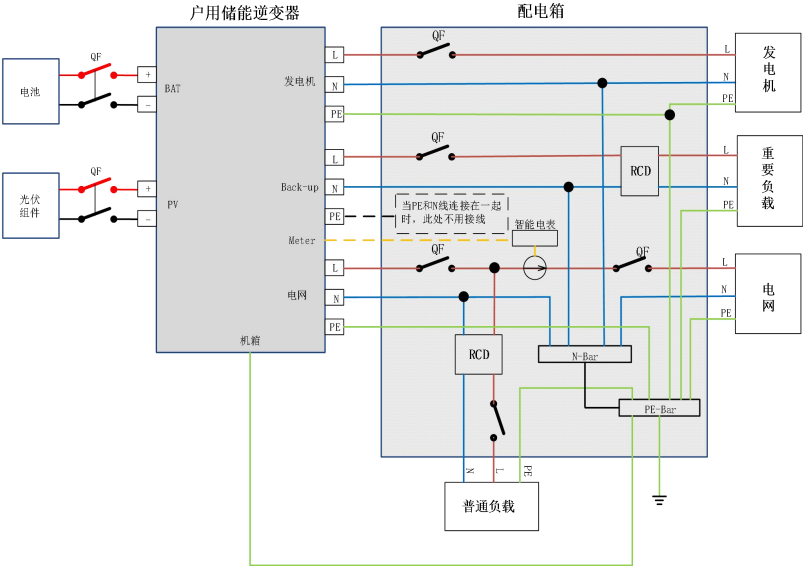 户用储能逆变器
配电箱
QF
QF
L
L
发电机
电池
+
BAT
发电机
N
N
−
PE
PE
QF
重要负载
L
L
RCD
QF
Back-up
N
N
光伏组件
+
PV
当PE和N线连接在一起
时，此处不用接线
PE
PE
−
智能电表
Meter
QF
QF
L
L
电网
电网
N
N
PE
PE
机箱
RCD
N-Bar
PE-Bar
N
L
PE
普通负载